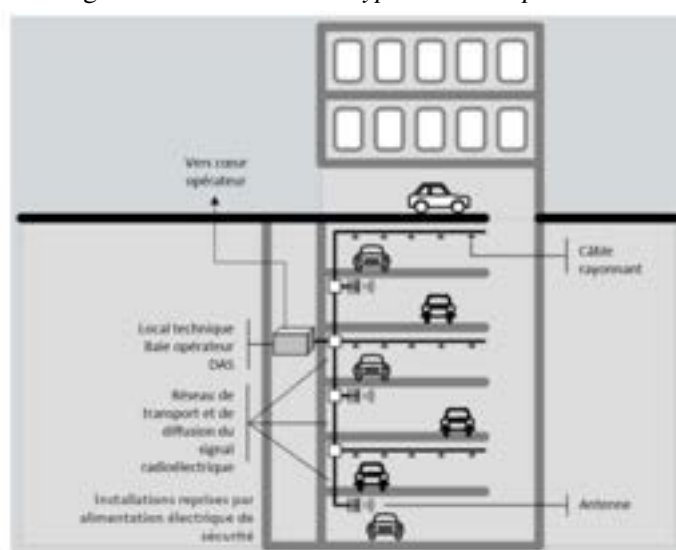 Vers cœur
opérateur
Câble
rayonnant
Local technique
Baie opérateur
DAS
Réseau de
transport et de
diffusion du
signal
radioélectrique
Installations reprises par
alimentation électrique de
sécurité
Antenne